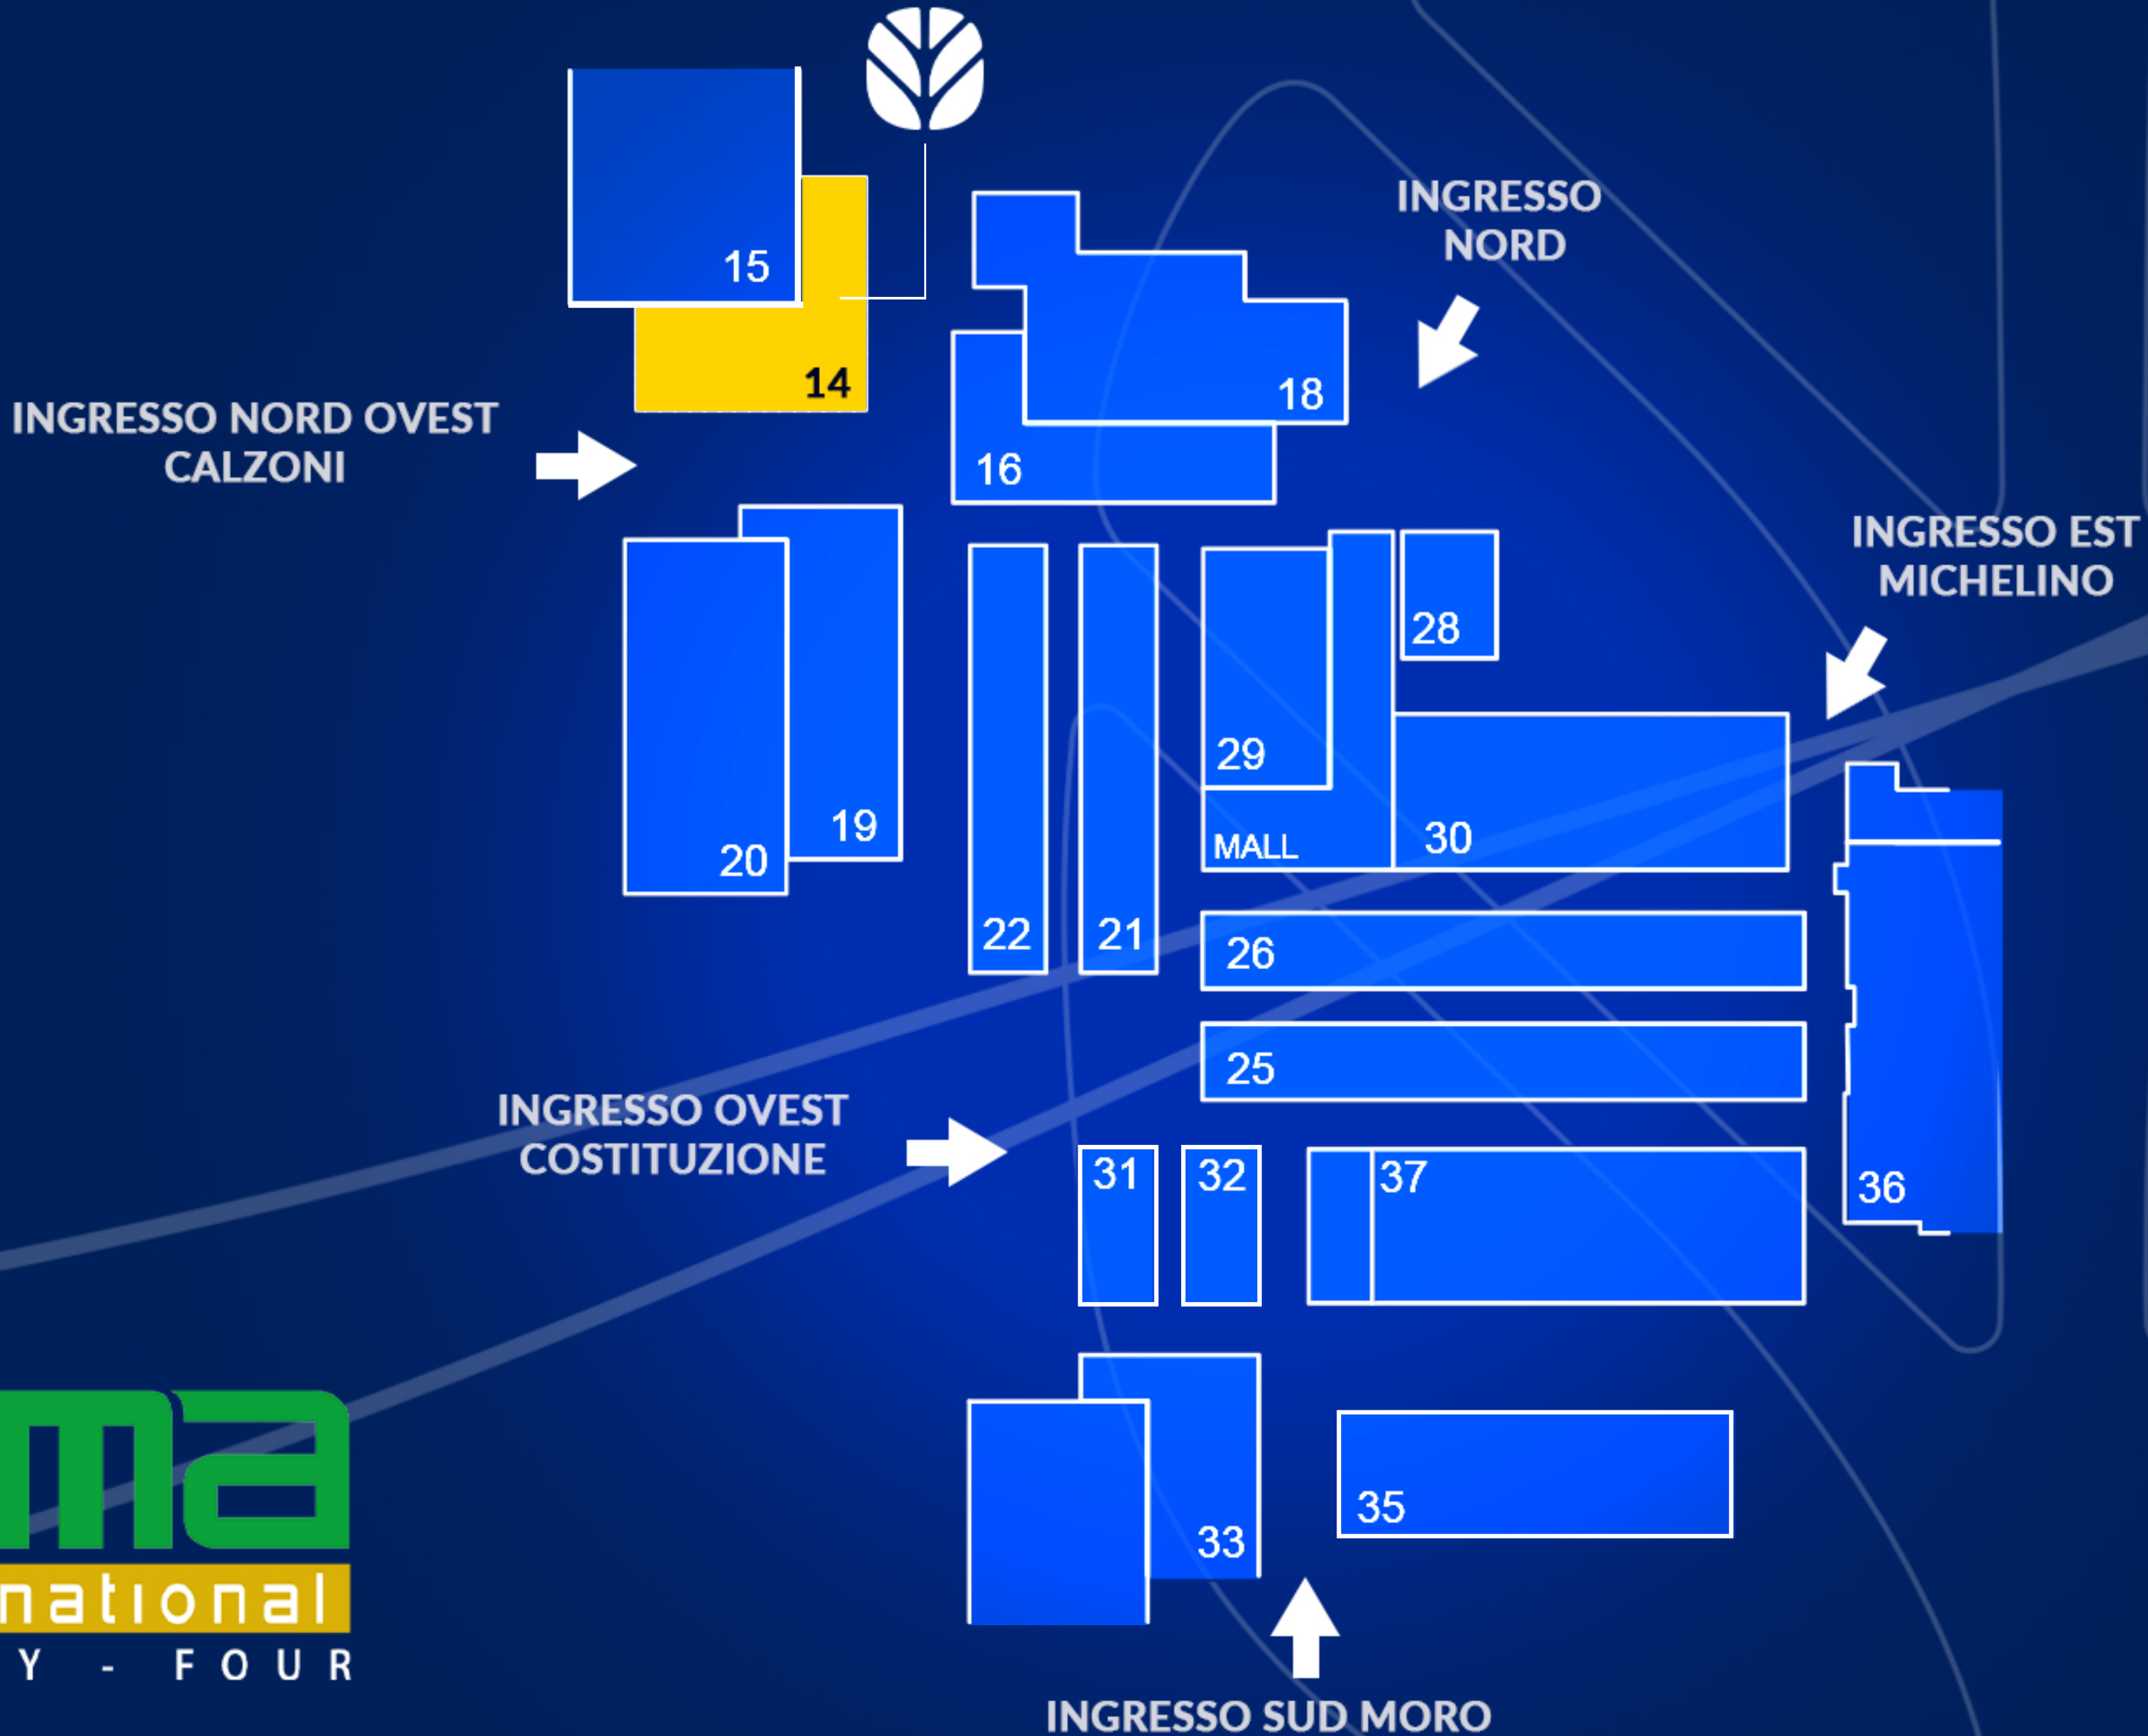 INGRESSO
NORD
15
14
18
INGRESSO NORD OVEST
CALZONI
16
INGRESSO EST
MICHELINO
28
29
19
20
MALL
30
22
21
26
25
INGRESSO OVEST
COSTITUZIONE
31
32
37
36
33
35
ma
national
Y - FOUR
INGRESSO SUD MORO